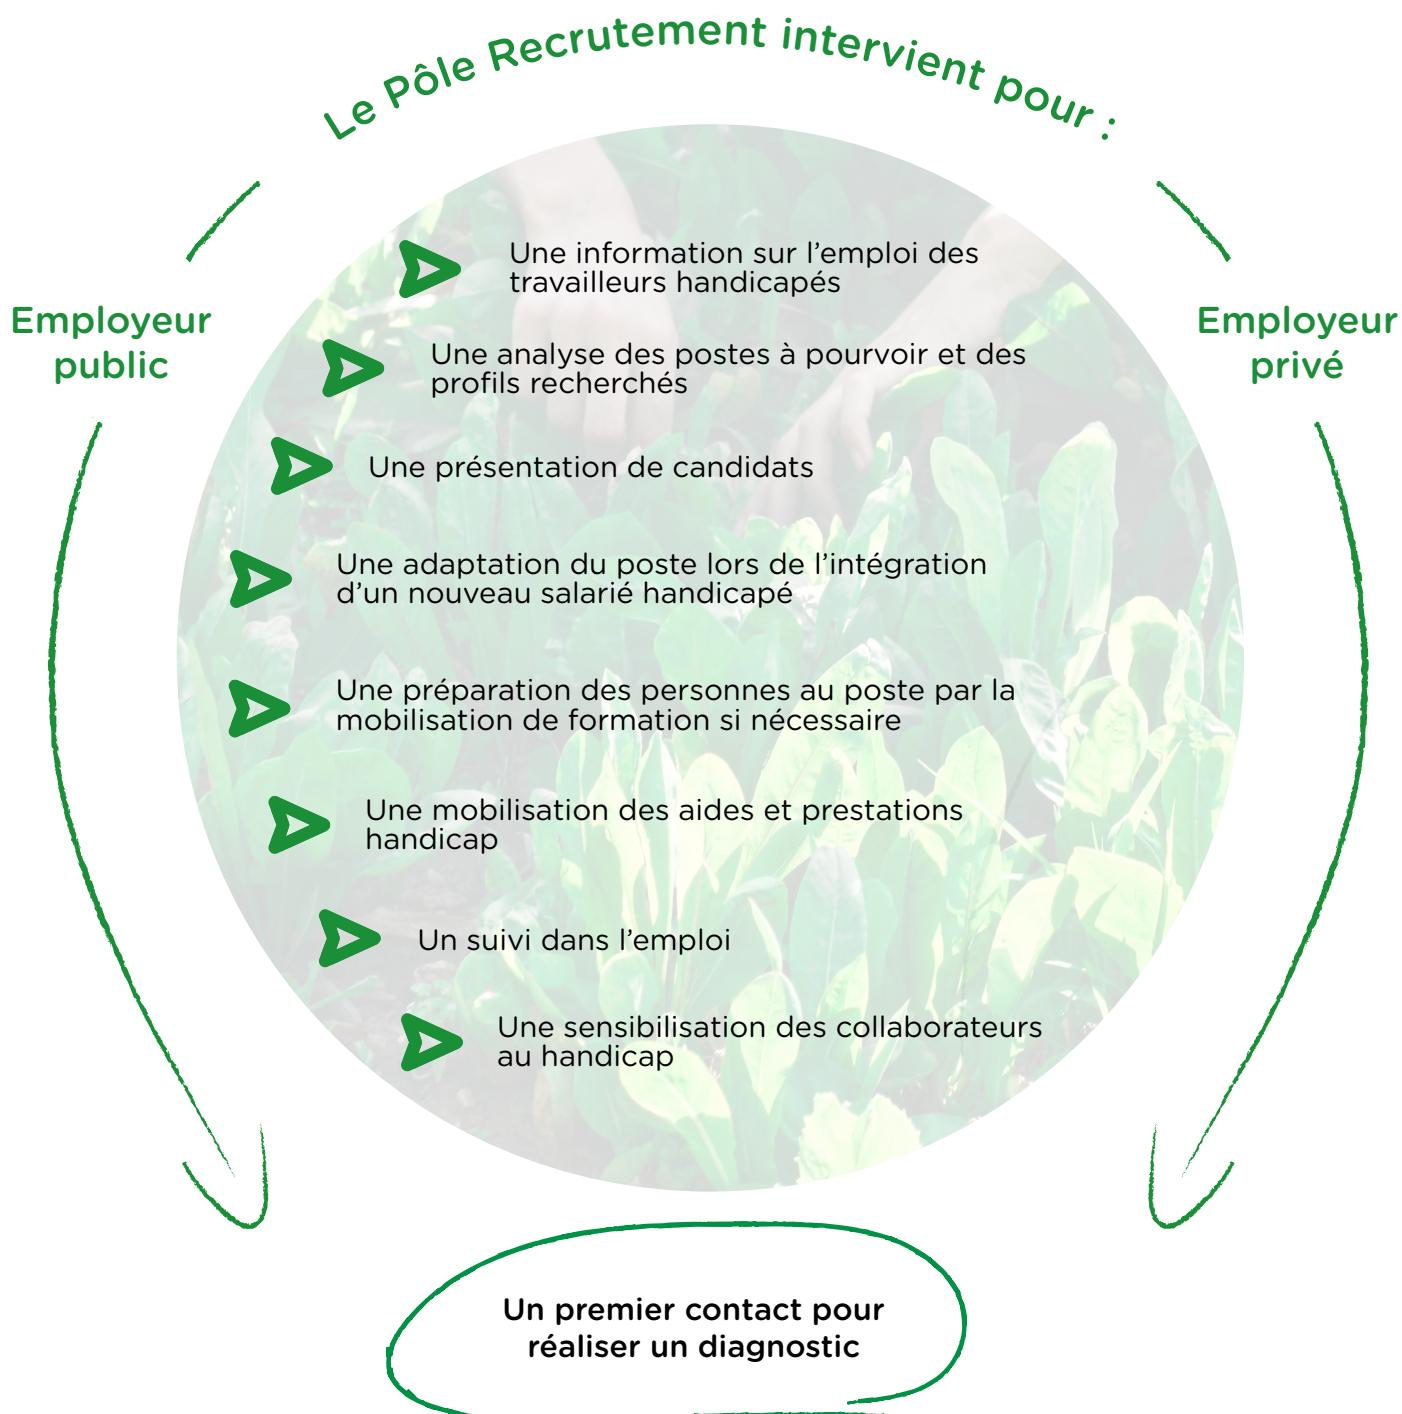 Le Pôle Recrutement intervient pour :
Employeur
public
Employeur
privé
Une information sur l’emploi des
travailleurs handicapés
Une analyse des postes à pourvoir et des
profils recherchés
Une présentation de candidats
Une adaptation du poste lors de l’intégration
d’un nouveau salarié handicapé
Une préparation des personnes au poste par la
mobilisation de formation si nécessaire
Une mobilisation des aides et prestations
handicap
Un suivi dans l’emploi
Une sensibilisation des collaborateurs
au handicap
Un premier contact pour
réaliser un diagnostic